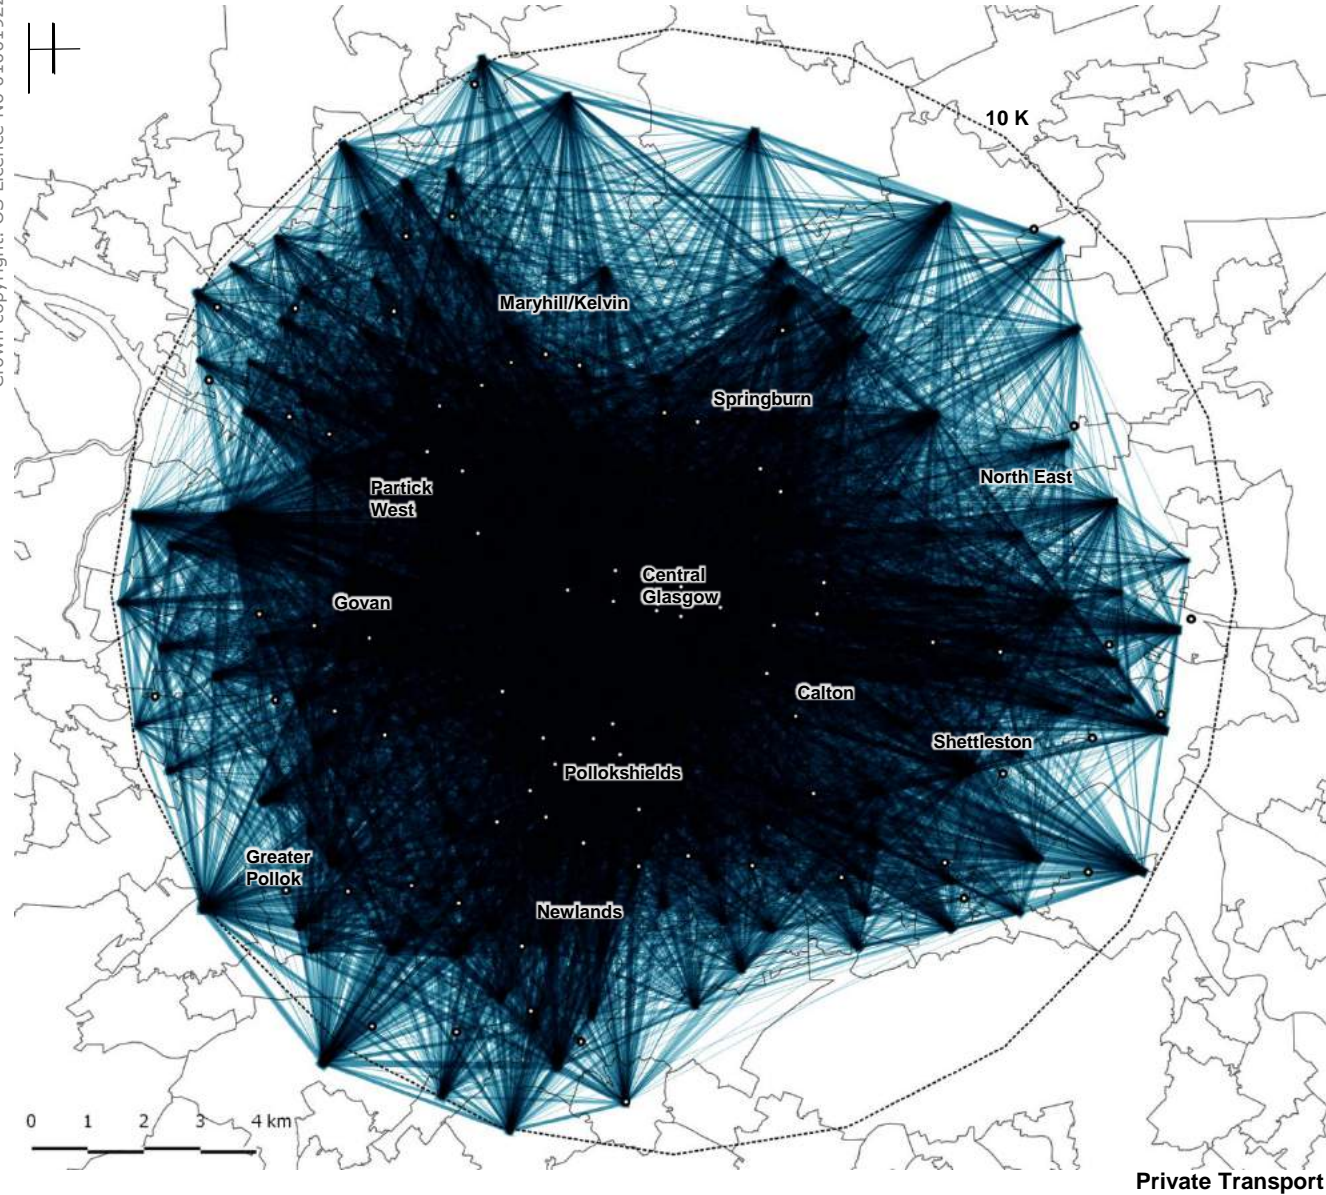 10 K
Maryhill/Kelvin
Springburn
North East
Partick
West
Central
Glasgow
Govan
Calton
Shettleston
Pollokshields
Greater
Pollok
Newlands
0 1 2 3 4 km
Private Transport